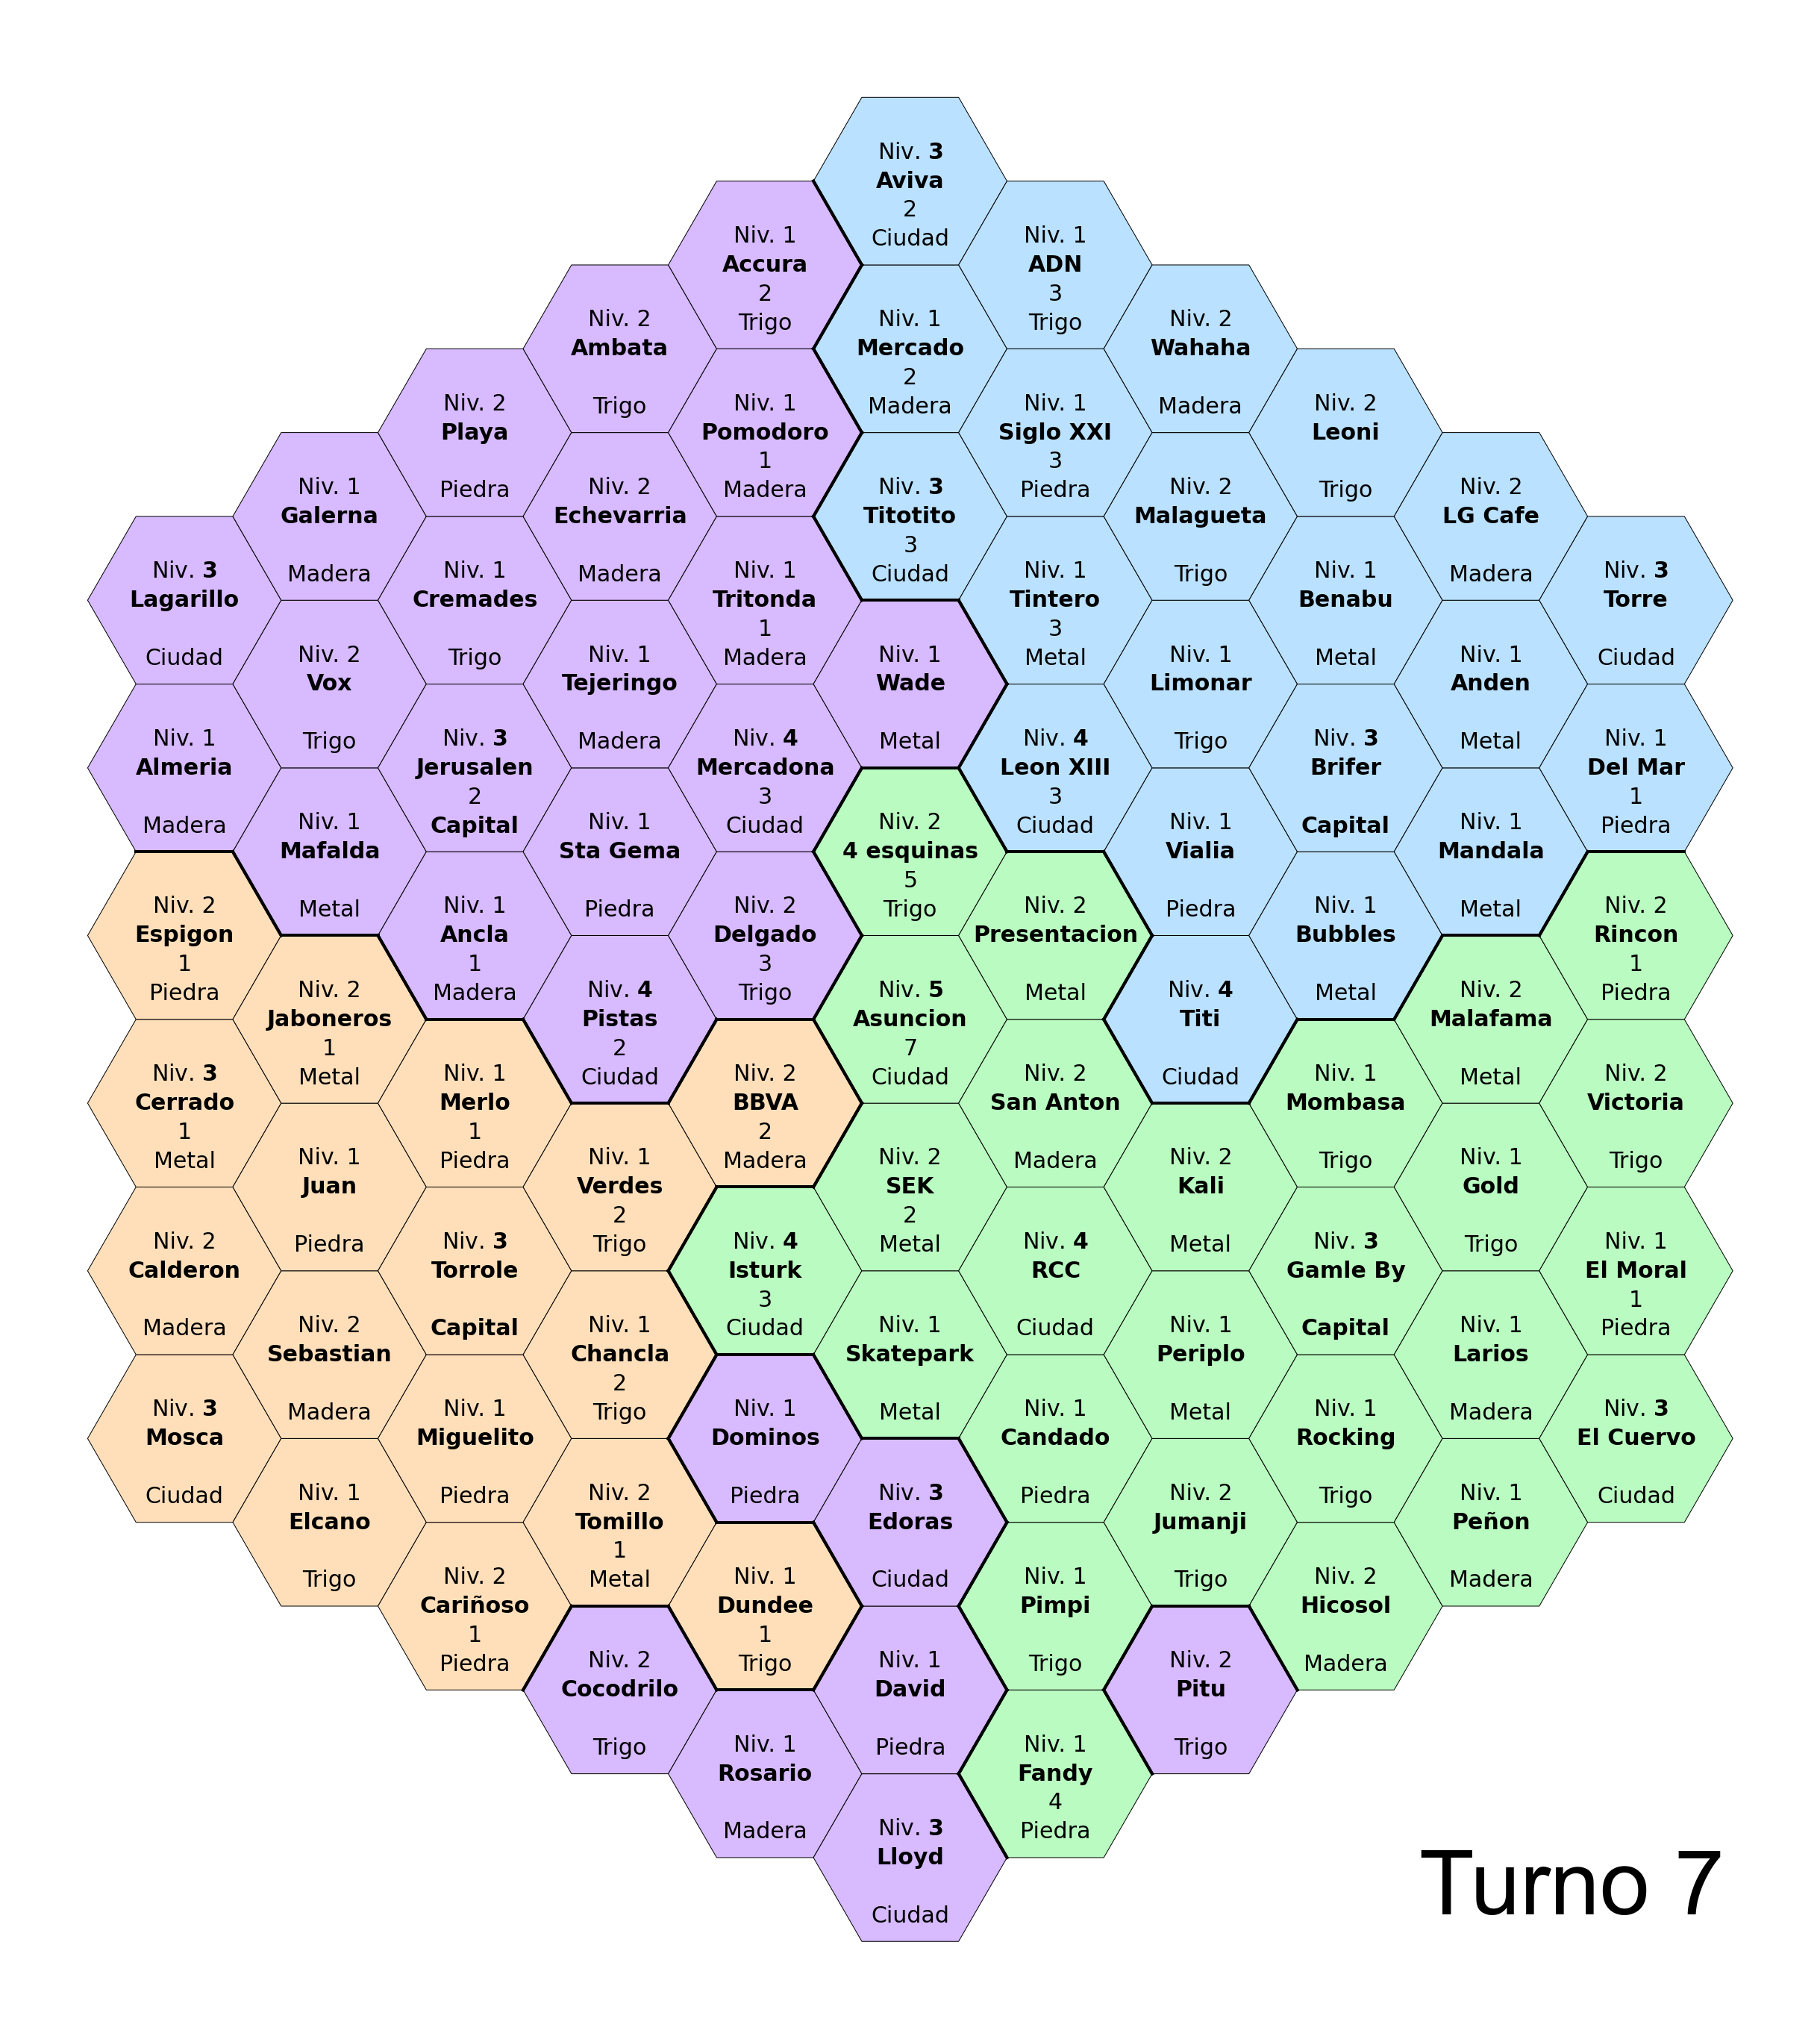 Niv. 3
Aviva
2
Ciudad
Niv. 1
Accura
2
Trigo
Niv. 1
ADN
3
Trigo
Niv. 2
Ambata
Trigo
Niv. 1
Mercado
2
Madera
Niv. 2
Wahaha
Madera
Niv. 2
Playa
Piedra
Niv. 1
Pomodoro
1
Madera
Niv. 1
Siglo XXI
3
Piedra
Niv. 2
Leoni
Trigo
Niv. 1
Galerna
Madera
Niv. 2
Echevarria
Madera
Niv. 3
Titotito
3
Ciudad
Niv. 2
Malagueta
Trigo
Niv. 2
LG Cafe
Madera
Niv. 3
Lagarillo
Ciudad
Niv. 1
Cremades
Trigo
Niv. 1
Tritonda
1
Madera
Niv. 1
Tintero
3
Metal
Niv. 1
Benabu
Metal
Niv. 3
Torre
Ciudad
Niv. 2
Vox
Trigo
Niv. 1
Tejeringo
Madera
Niv. 1
Wade
Metal
Niv. 1
Limonar
Trigo
Niv. 1
Anden
Metal
Niv. 1
Almeria
Madera
Niv. 3
Jerusalen
2
Capital
Niv. 4
Mercadona
3
Ciudad
Niv. 4
Leon XIII
3
Ciudad
Niv. 3
Brifer
Capital
Niv. 1
Del Mar
1
Piedra
Niv. 1
Mafalda
Metal
Niv. 1
Sta Gema
Piedra
Niv. 2
4 esquinas
5
Trigo
Niv. 1
Vialia
Piedra
Niv. 1
Mandala
Metal
Niv. 2
Espigon
1
Piedra
Niv. 1
Ancla
1
Madera
Niv. 2
Delgado
3
Trigo
Niv. 2
Presentacion
Metal
Niv. 1
Bubbles
Metal
Niv. 2
Rincon
1
Piedra
Niv. 2
Jaboneros
1
Metal
Niv. 4
Pistas
2
Ciudad
Niv. 5
Asuncion
7
Ciudad
Niv. 4
Titi
Ciudad
Niv. 2
Malafama
Metal
Niv. 3
Cerrado
1
Metal
Niv. 1
Merlo
1
Piedra
Niv. 2
BBVA
2
Madera
Niv. 2
San Anton
Madera
Niv. 1
Mombasa
Trigo
Niv. 2
Victoria
Trigo
Niv. 1
Juan
Piedra
Niv. 1
Verdes
2
Trigo
Niv. 2
SEK
2
Metal
Niv. 2
Kali
Metal
Niv. 1
Gold
Trigo
Niv. 2
Calderon
Madera
Niv. 3
Torrole
Capital
Niv. 4
Isturk
3
Ciudad
Niv. 4
RCC
Ciudad
Niv. 3
Gamle By
Capital
Niv. 1
El Moral
1
Piedra
Niv. 2
Sebastian
Madera
Niv. 1
Chancla
2
Trigo
Niv. 1
Skatepark
Metal
Niv. 1
Periplo
Metal
Niv. 1
Larios
Madera
Niv. 3
Mosca
Ciudad
Niv. 1
Miguelito
Piedra
Niv. 1
Dominos
Piedra
Niv. 1
Candado
Piedra
Niv. 1
Rocking
Trigo
Niv. 3
El Cuervo
Ciudad
Niv. 1
Elcano
Trigo
Niv. 2
Tomillo
1
Metal
Niv. 3
Edoras
Ciudad
Niv. 2
Jumanji
Trigo
Niv. 1
Peñon
Madera
Niv. 2
Cariñoso
1
Piedra
Niv. 1
Dundee
1
Trigo
Niv. 1
Pimpi
Trigo
Niv. 2
Hicosol
Madera
Niv. 2
Cocodrilo
Trigo
Niv. 1
David
Piedra
Niv. 2
Pitu
Trigo
Niv. 1
Rosario
Madera
Niv. 1
Fandy
4
Piedra
Niv. 3
Lloyd
Ciudad
Turno 7